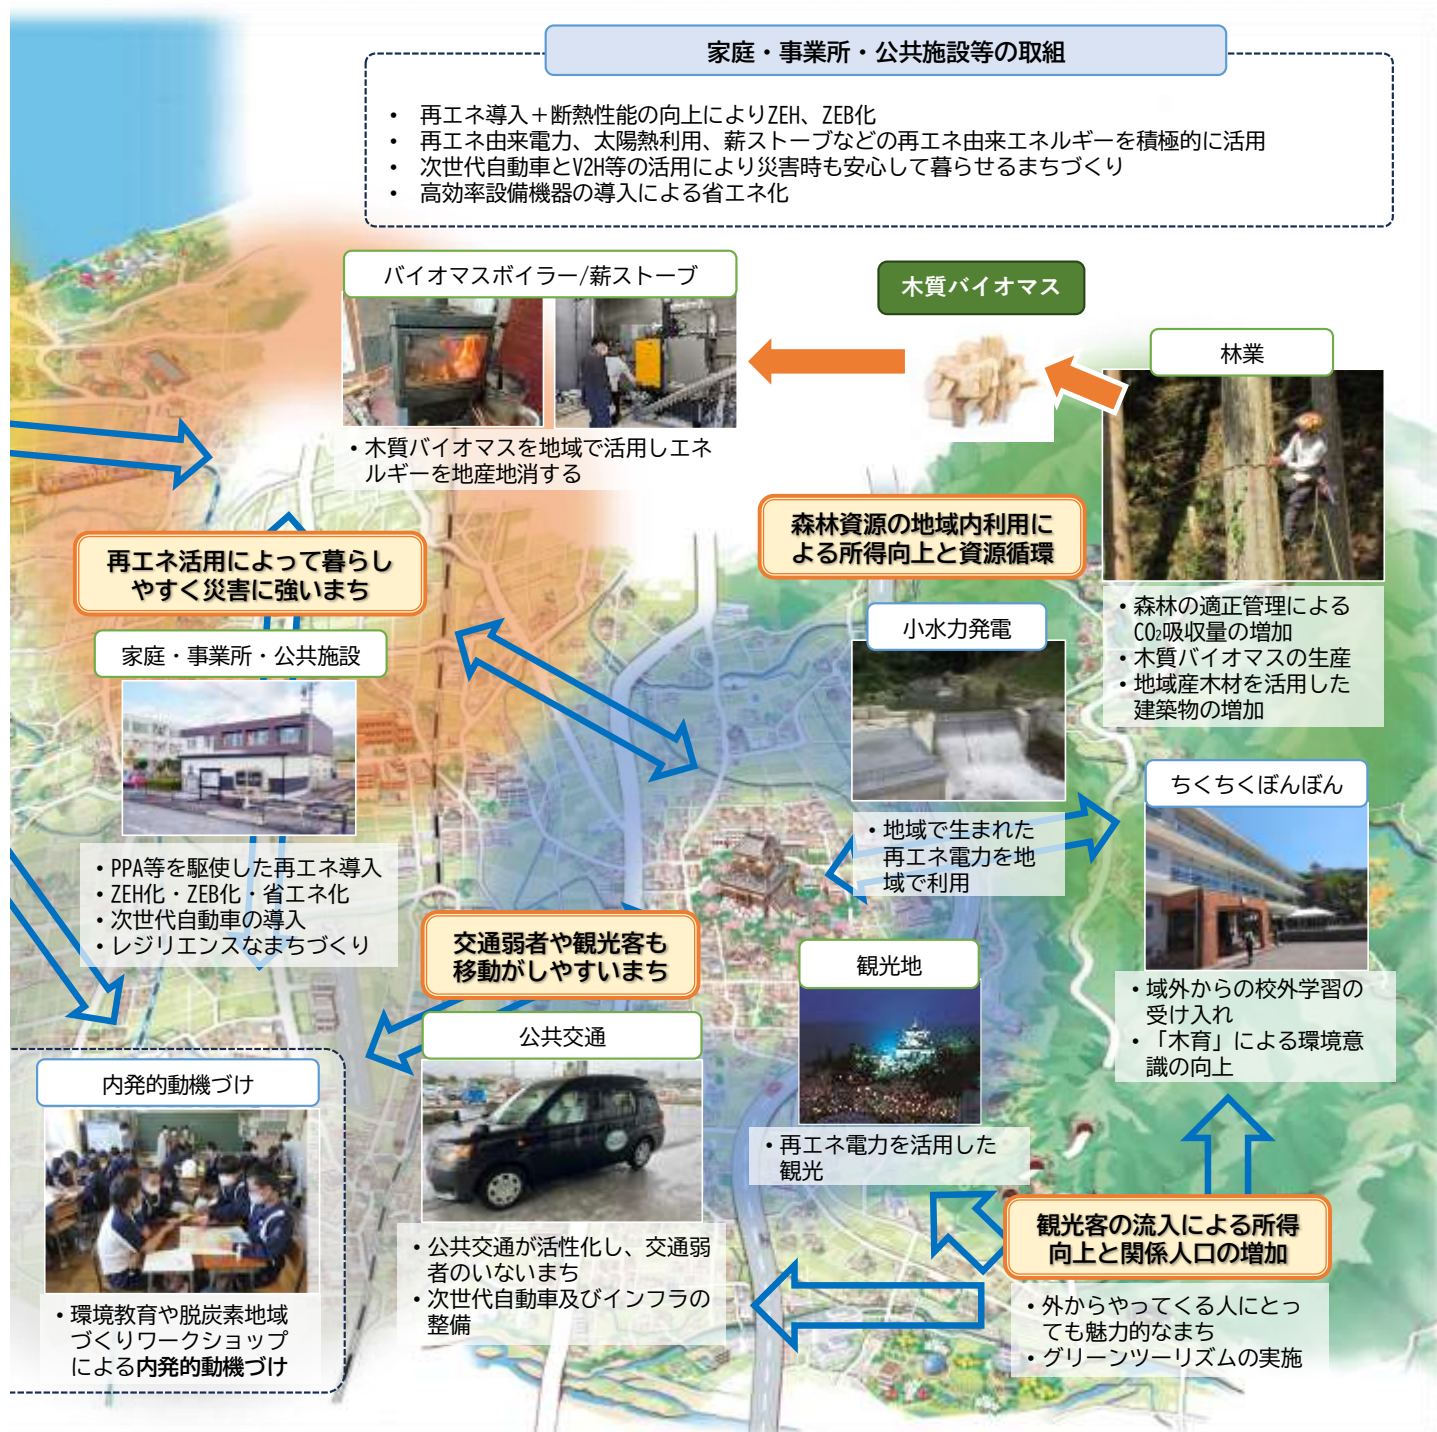 家庭・事業所・公共施設等の取組
• 再エネ導入＋断熱性能の向上によりZEH、ZEB化
• 再エネ由来電力、太陽熱利用、薪ストーブなどの再エネ由来エネルギーを積極的に活用
• 次世代自動車とV2H等の活用により災害時も安心して暮らせるまちづくり
• 高効率設備機器の導入による省エネ化
バイオマスボイラー/薪ストーブ
・木質バイオマスを地域で活用しエネ
ルギーを地産地消する
木質バイオマス
林業
・森林の適正管理による
CO₂吸収量の増加
・木質バイオマスの生産
・地域産木材を活用した
建築物の増加
森林資源の地域内利用に
よる所得向上と資源循環
再エネ活用によって暮らし
やすく災害に強いまち
家庭・事業所・公共施設
・PPA等を駆使した再エネ導入
・ZEH化・ZEB化・省エネ化
・次世代自動車の導入
・レジリエンスなまちづくり
小水力発電
・地域で生まれた
再エネ電力を地
域で利用
ちくちくぼんぼん
・域外からの校外学習の
受け入れ
・「木育」による環境意
識の向上
交通弱者や観光客も
移動がしやすいまち
公共交通
・公共交通が活性化し、交通弱
者のいないまち
・次世代自動車及びインフラの
整備
観光地
・再エネ電力を活用した
観光
内発的動機づけ
・環境教育や脱炭素地域
づくりワークショップ
による内発的動機づけ
観光客の流入による所得
向上と関係人口の増加
・外からやってくる人にとっ
ても魅力的なまち
・グリーンツーリズムの実施